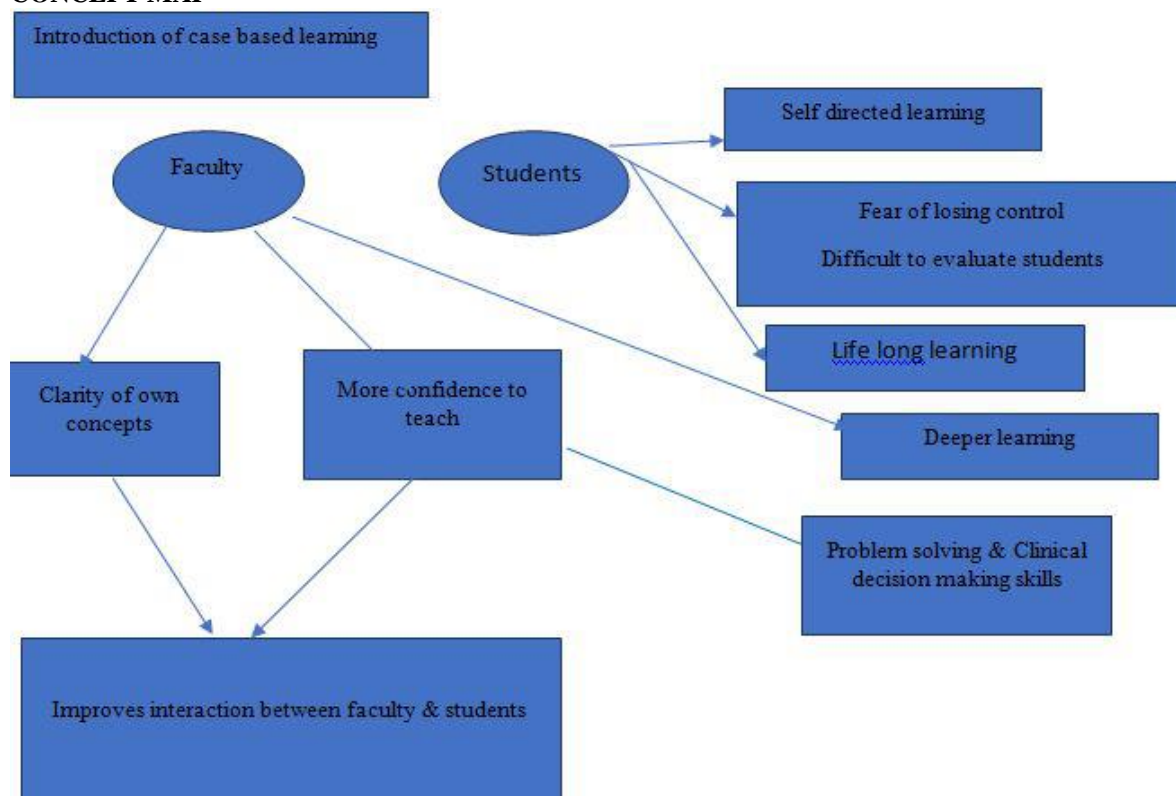 CONCEPT MAP
Introduction of case based learning
Self directed learning
Faculty
Students
Fear of losing control
Difficult to evaluate students
Life long learning
Clarity of own
concepts
More confidence to
teach
Deeper learning
Problem solving & Clinical
decision making skills
Improves interaction between faculty & students